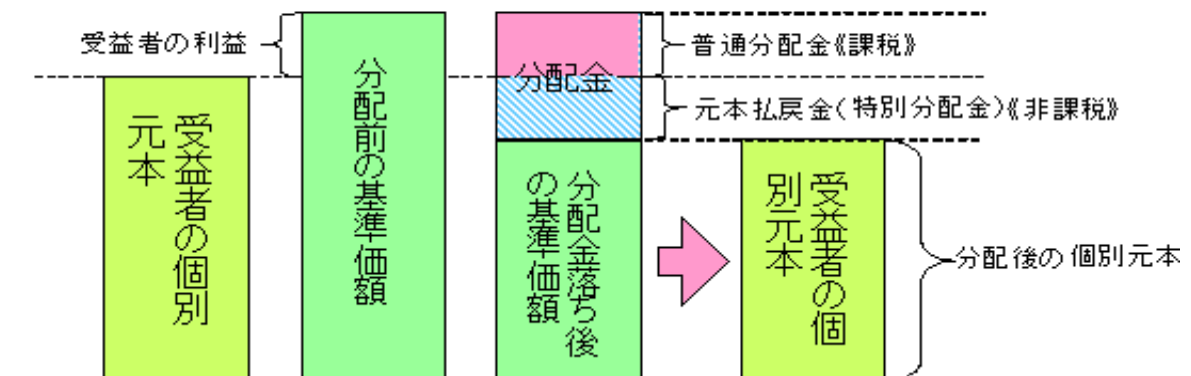 受益者の利益
受益者の個別
元本
分配前の基準価額
分配金
分配金落ち後
の基準価額
普通分配金《課税》
元本払戻金(特別分配金)《非課税》
受益者の個
別元本
分配後の個別元本